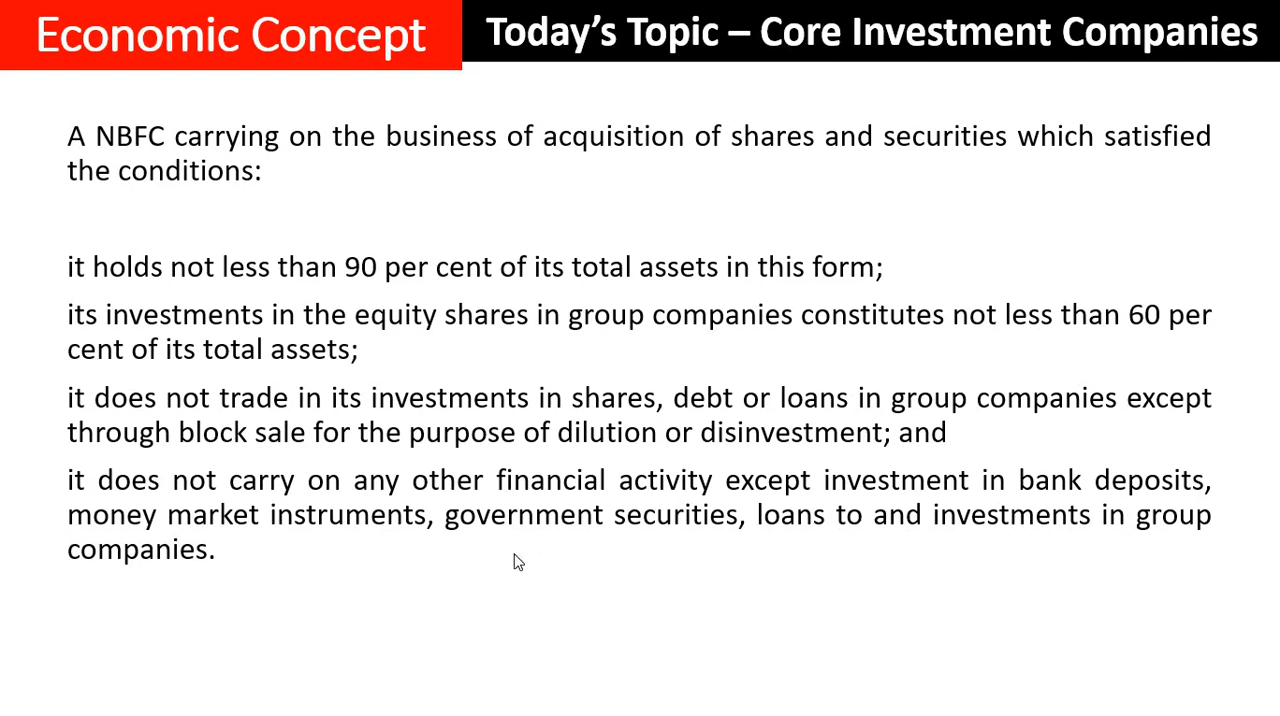 Economic Concept
Today's Topic – Core Investment Companies
A NBFC carrying on the business of acquisition of shares and securities which satisfied
the conditions:
it holds not less than 90 per cent of its total assets in this form;
its investments in the equity shares in group companies constitutes not less than 60 per
cent of its total assets;
it does not trade in its investments in shares, debt or loans in group companies except
through block sale for the purpose of dilution or disinvestment; and
it does not carry on any other financial activity except investment in bank deposits,
money market instruments, government securities, loans to and investments in group
companies.